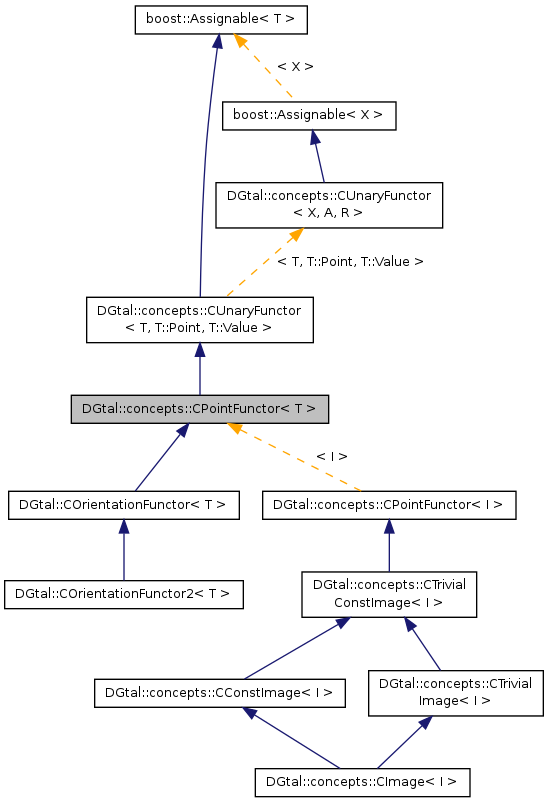 boost::Assignable< T >
< X >
boost::Assignable< X >
DGtal::concepts::CUnaryFunctor
< X, A, R >
< T, T::Point, T::Value >
DGtal::concepts::CUnaryFunctor
< T, T::Point, T::Value >
DGtal::concepts::CPointFunctor< T >
< I >
DGtal::COrientationFunctor< T >
DGtal::concepts::CPointFunctor< I >
DGtal::COrientationFunctor2< T >
DGtal::concepts::CTrivial
ConstImage< I >
DGtal::concepts::CConstImage< I >
DGtal::concepts::CTrivial
Image< I >
DGtal::concepts::CImage< I >